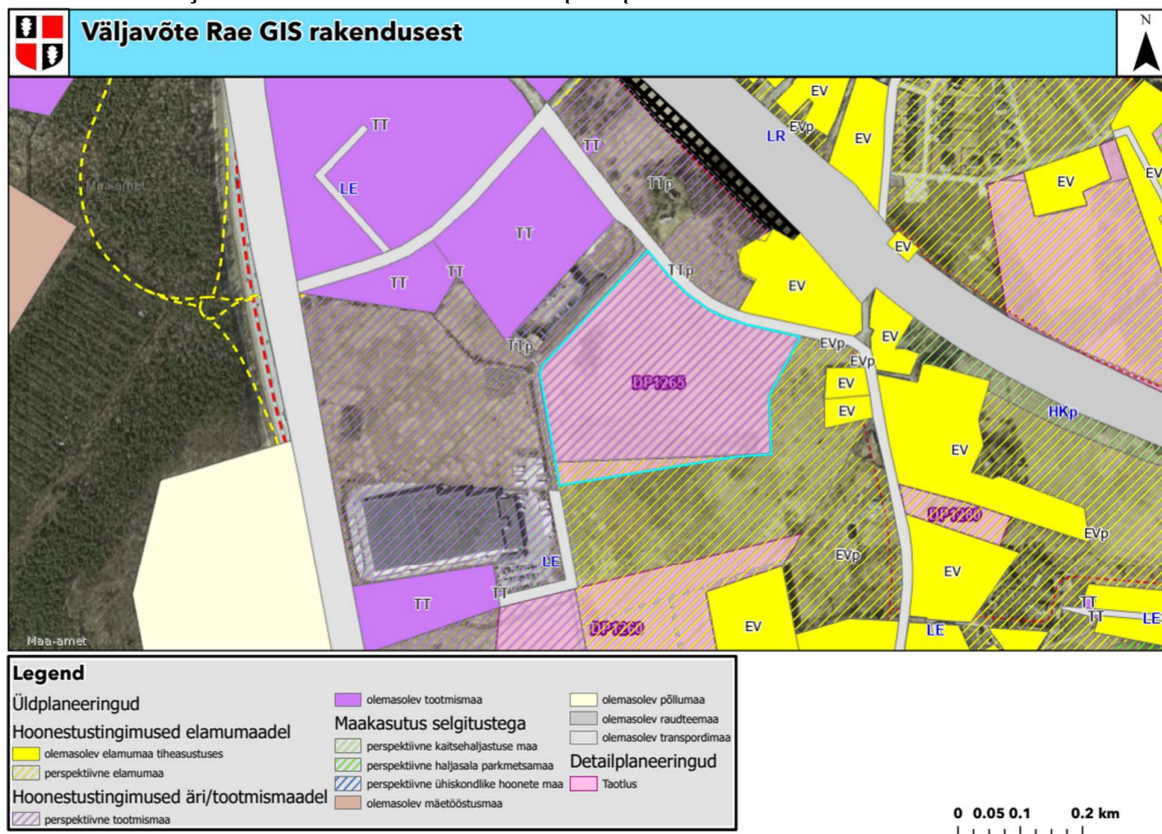 Väljavõte Rae GIS rakendusest
N
EV
TT
LR
EVp
EV
TT
EV
EV
Maa-amet
LE
TTp
TT
EV
TT
TT
TTp
EV
EV
TTp
EVp
EVp
DP1265
EV
EV
HKp
EV
EVp
EVp
LE
EV
TT
TT
TT
TT
LE
DP1260
EV
LE
Maa-amet
Legend
Üldplaneeringud
Hoonestustingimused elamumaadel
olemasolev elamumaa tiheasustuses
perspektiivne elamumaa
Hoonestustingimused äri/tootmismaadel
perspektiivne tootmismaa
olemasolev tootmismaa
Maakasutus selgitustega
perspektiivne kaitsehaljastuse maa
perspektiivne haljasala parkmetsamaa
perspektiivne ühiskondlike hoonete maa
olemasolev mäetööstusmaa
olemasolev põllumaa
olemasolev raudteemaa
olemasolev transpordimaa
Detailplaneeringud
Taotlus
0 0.05 0.1 0.2 km